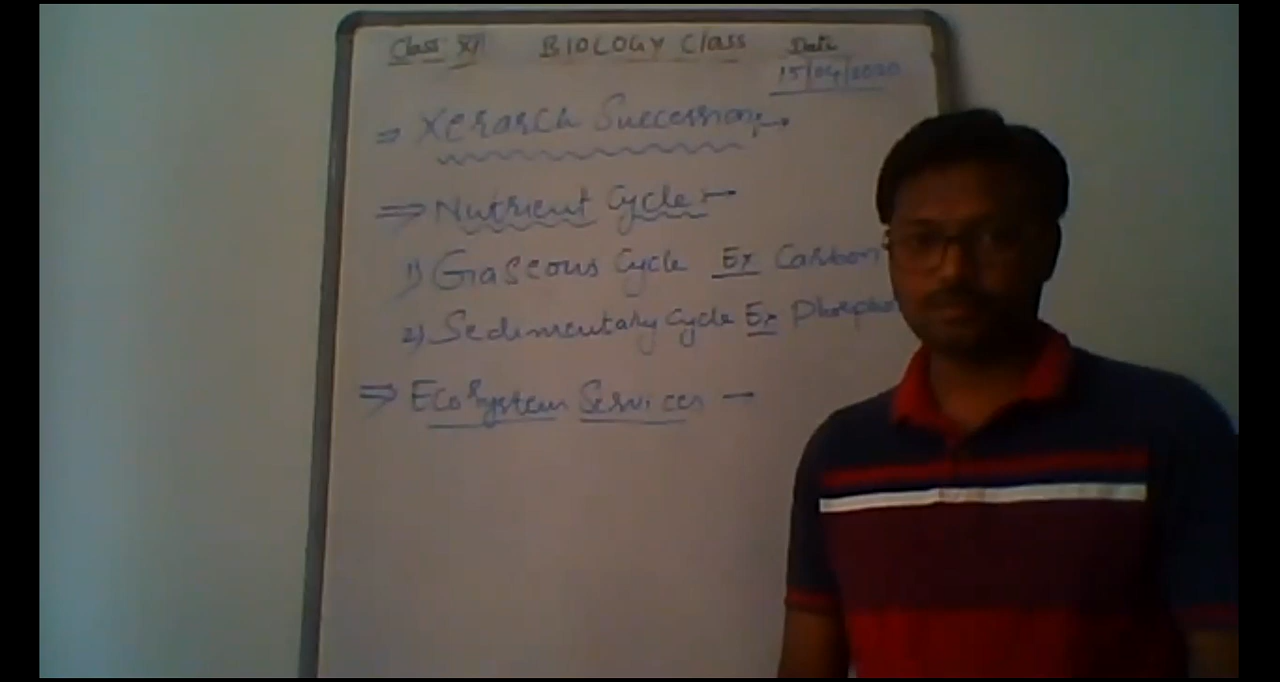 Class XI BIOLOGY Class Date
15/04/2020
⇒ Xerarch Succession:-
⇒ Nutrient Cycle :-
1) Gaseous Cycle Ex Carbon
2) Sedimentary Cycle Ex Phospho
⇒ Ecosystem Services -